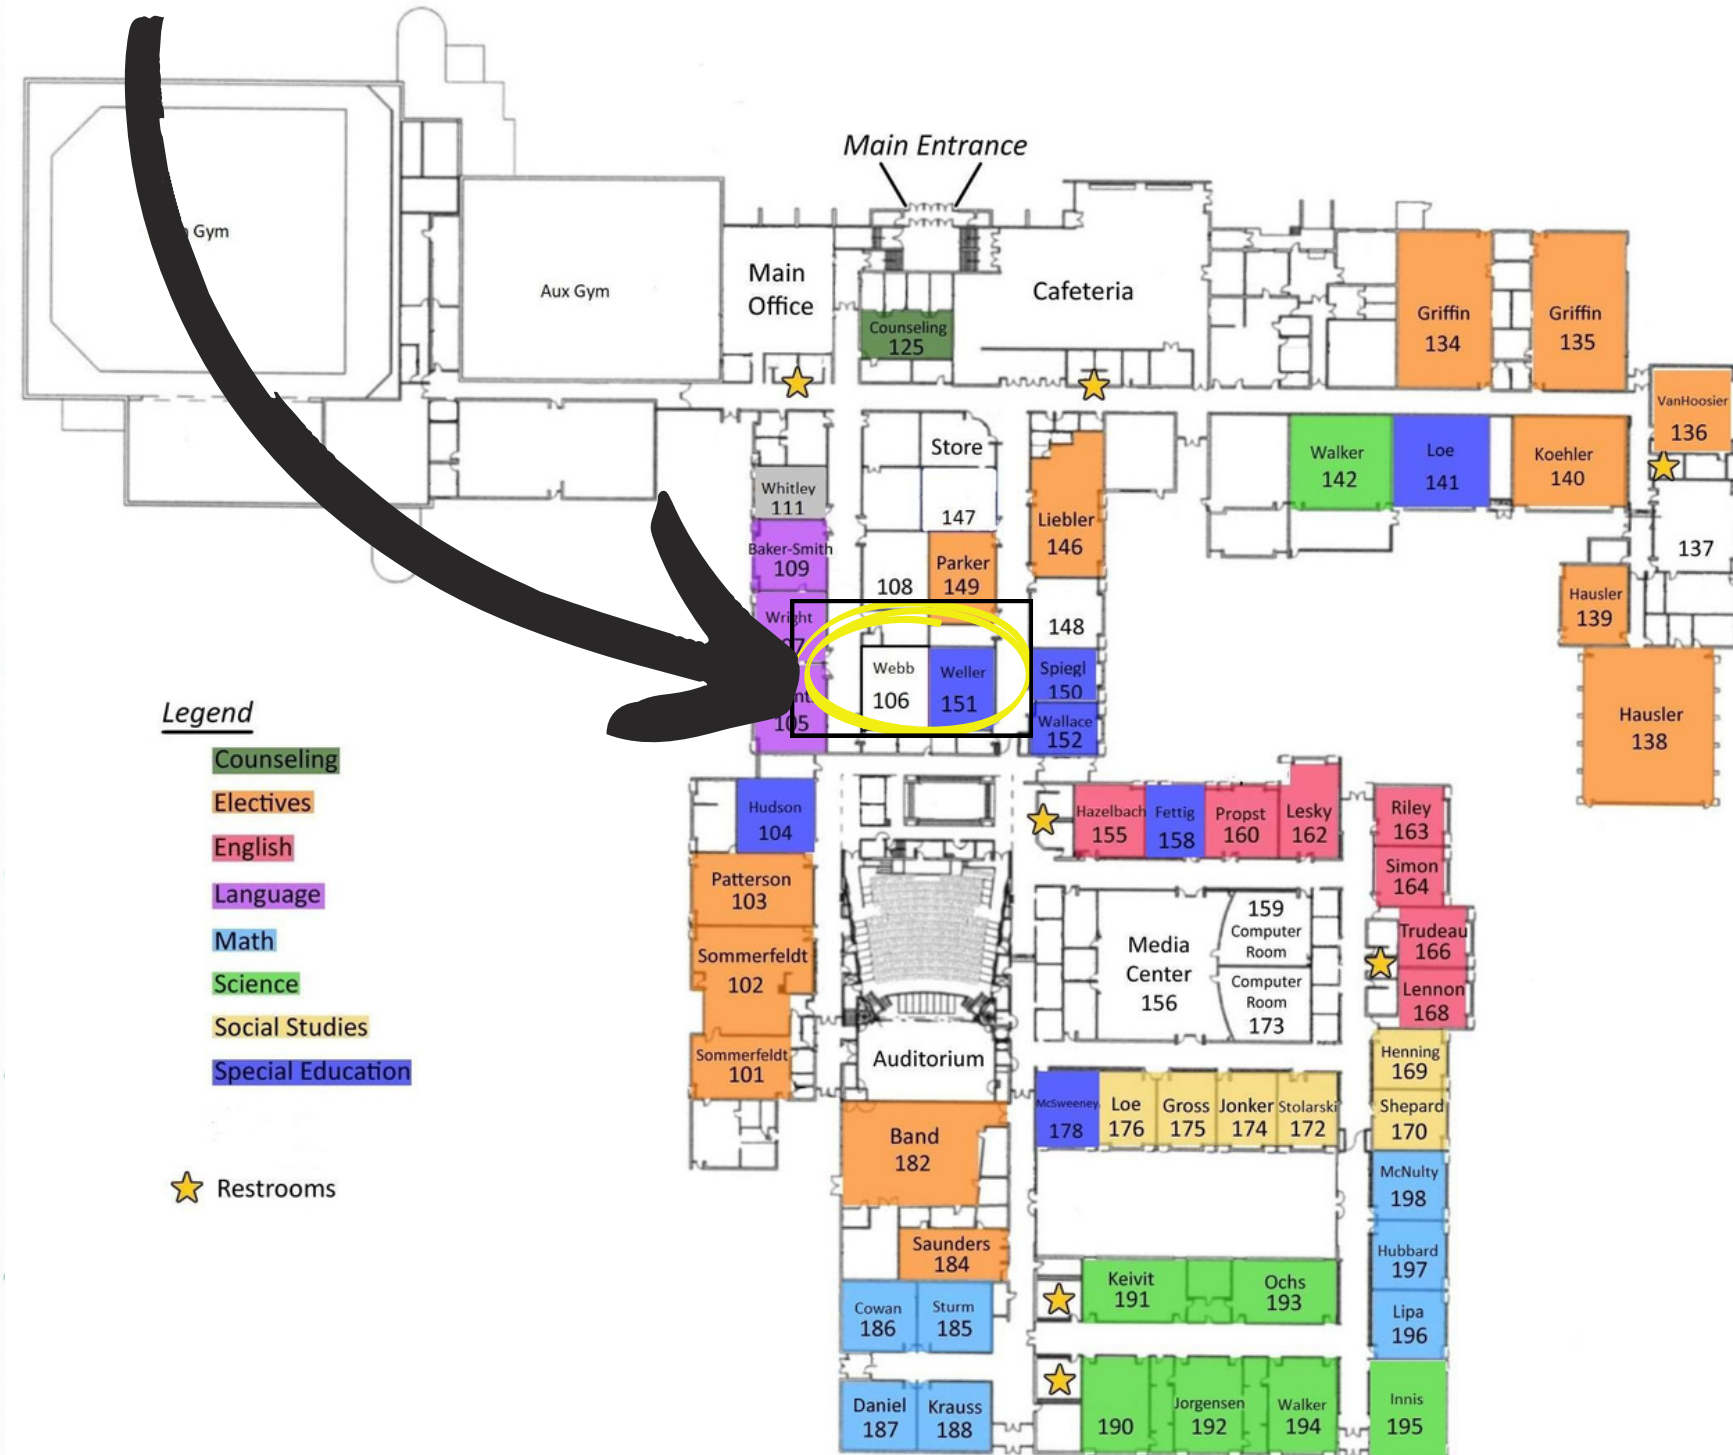 Main Entrance
Gym
Aux Gym
Main
Office
Counseling
125
Cafeteria
Griffin
134
Griffin
135
VanHoosier
136
Store
Walker
142
Loe
141
Koehler
140
Whitley
111
147
Liebler
146
137
Baker-Smith
109
108
Parker
149
Hausler
139
Wright
148
Webb
106
Weller
151
Spiegl
150
105
Wallace
152
Hausler
138
Legend
Counseling
Electives
English
Language
Math
Science
Social Studies
Special Education
Restrooms
Hudson
104
Hazelbach
155
Fettig
158
Propst
160
Lesky
162
Riley
163
Simon
164
Patterson
103
Sommerfeldt
102
Sommerfeldt
101
Auditorium
Media
Center
156
159
Computer
Room
Computer
Room
173
Trudeau
166
Lennon
168
Henning
169
Shepard
170
McSweeney
178
Loe
176
Gross
175
Jonker
174
Stolarski
172
Band
182
McNulty
198
Saunders
184
Hubbard
197
Keivit
191
Ochs
193
Cowan
186
Sturm
185
Lipa
196
Daniel
187
Krauss
188
190
Jorgensen
192
Walker
194
Innis
195